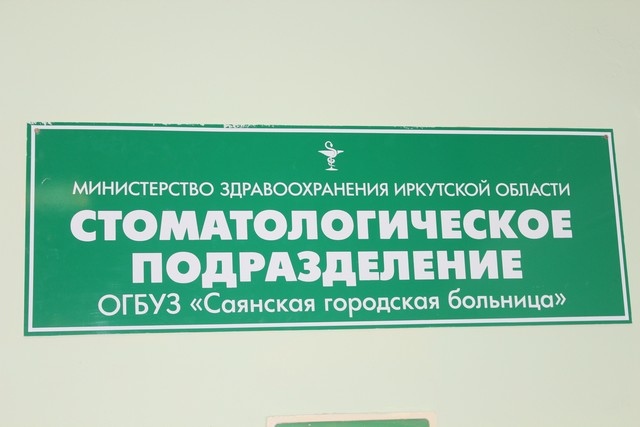 МИНИСТЕРСТВО ЗДРАВООХРАНЕНИЯ ИРКУТСКОЙ ОБЛАСТИ
СТОМАТОЛОГИЧЕСКОЕ
ПОДРАЗДЕЛЕНИЕ
ОГБУЗ «Саянская городская больница»